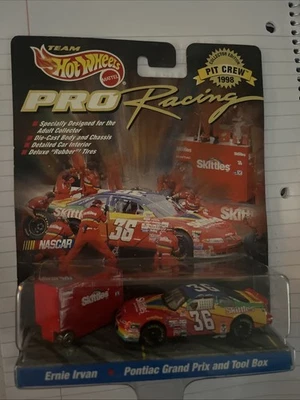 TEAM
Hot Wheels
MATTEL
PIT CREW
1998
PRO Racing
Specially Designed for the
Adult Collector
Die-Cast Body and Chassis
Detailed Car Interior
Deluxe "Rubber" Tires
Skittles
36
NASCAR
Skittles
36
Ernie Irvan
Pontiac Grand Prix and Tool Box